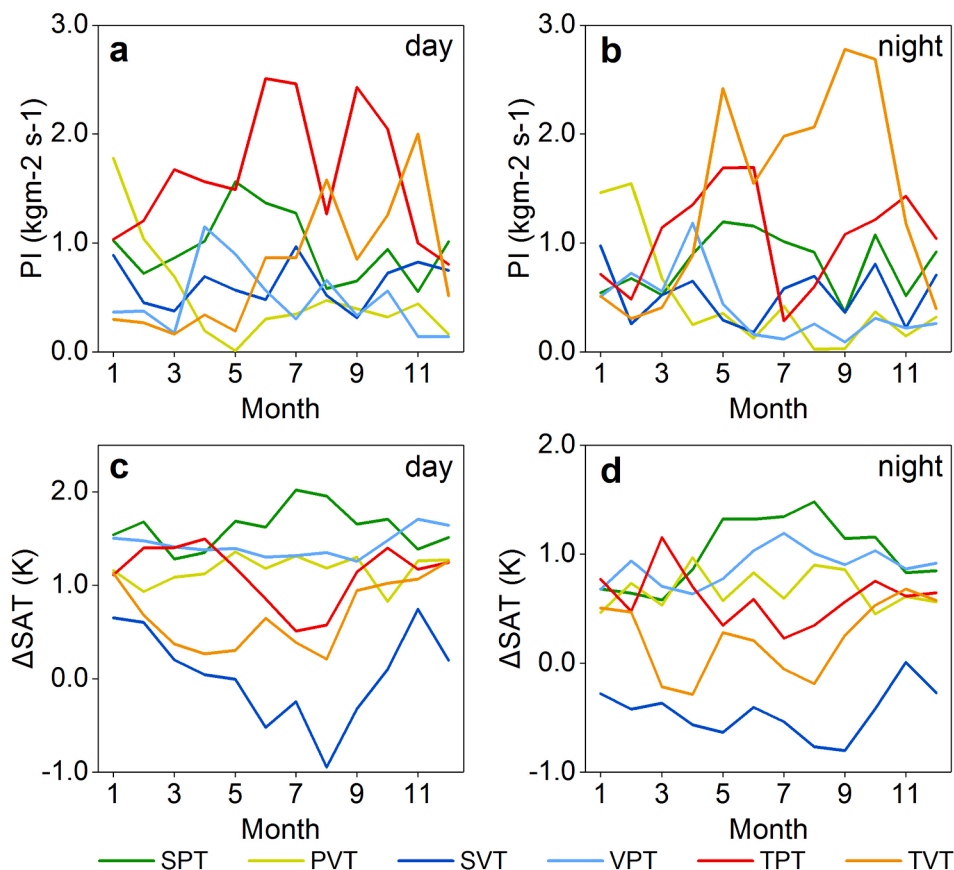 a
day
3.0
2.0
1.0
0.0
PI (kgm-2 s-1)
1 3 5 7 9 11
Month
b
night
3.0
2.0
1.0
0.0
PI (kgm-2 s-1)
1 3 5 7 9 11
Month
c
day
2.0
1.0
0.0
-1.0
ΔSAT (K)
1 3 5 7 9 11
Month
d
night
2.0
1.0
0.0
-1.0
ΔSAT (K)
1 3 5 7 9 11
Month
SPT PVT SVT VPT TPT TVT